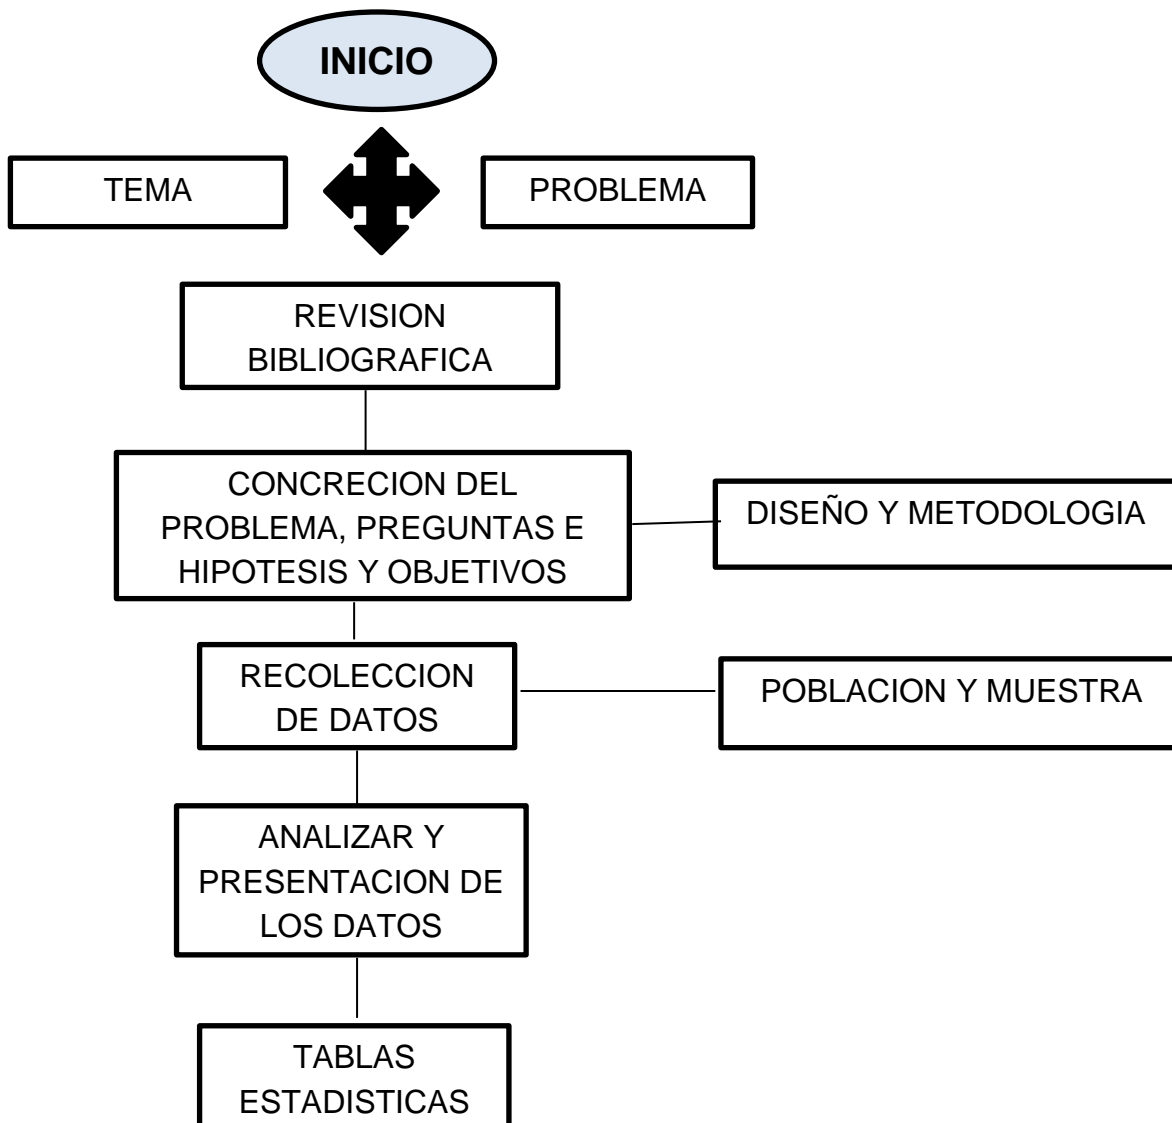 INICIO
TEMA
PROBLEMA
REVISION
BIBLIOGRAFICA
CONCRECION DEL
PROBLEMA, PREGUNTAS E
HIPOTESIS Y OBJETIVOS
DISEÑO Y METODOLOGIA
RECOLECCION
DE DATOS
POBLACION Y MUESTRA
ANALIZAR Y
PRESENTACION DE
LOS DATOS
TABLAS
ESTADISTICAS